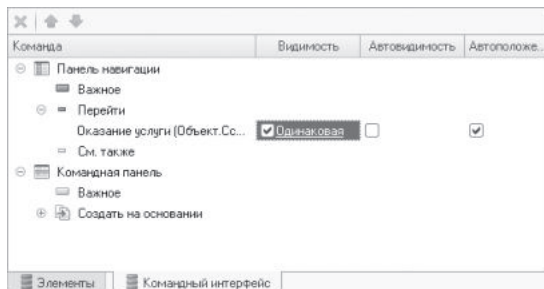 Команда Видимость Автовидимость Автоположе...
Панель навигации
Важное
Перейти
Оказание услуги (Объект.Сс... Одинаковая
См. также
Командная панель
Важное
Создать на основании
Элементы Командный интерфейс